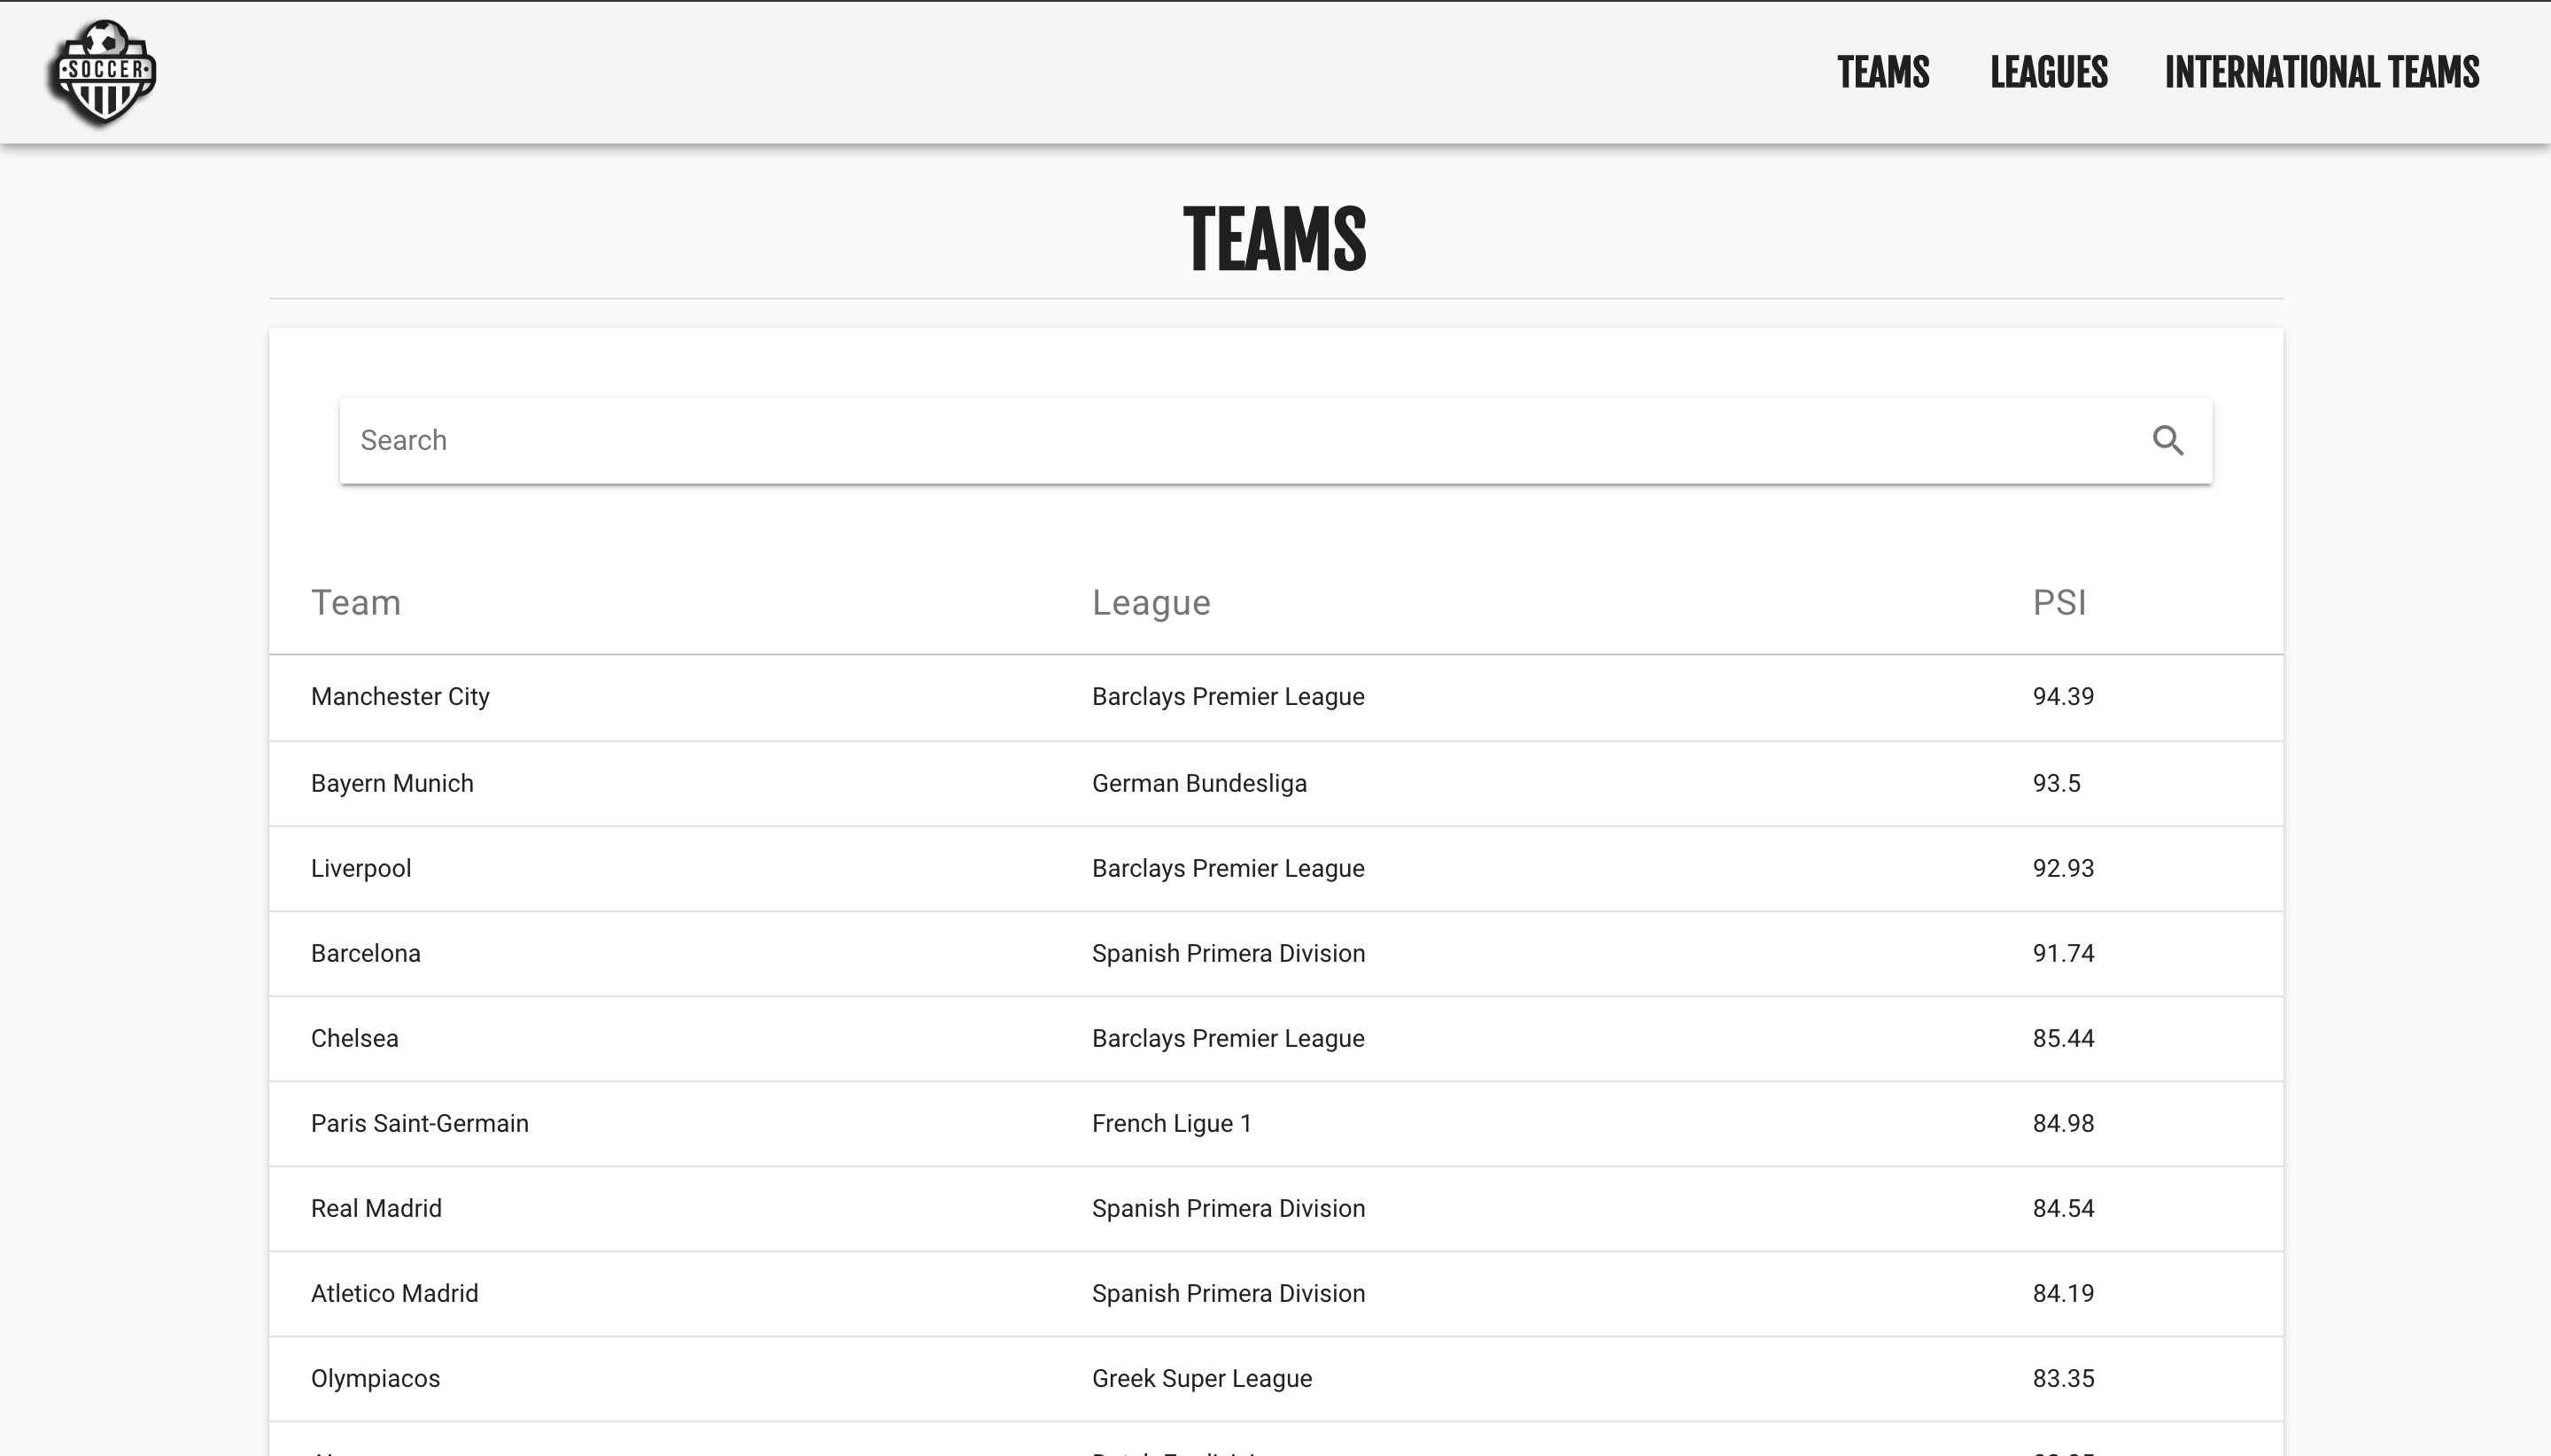 ·SOCCER·
TEAMS LEAGUES INTERNATIONAL TEAMS
TEAMS
Search
Team League PSI
Manchester City Barclays Premier League 94.39
Bayern Munich German Bundesliga 93.5
Liverpool Barclays Premier League 92.93
Barcelona Spanish Primera Division 91.74
Chelsea Barclays Premier League 85.44
Paris Saint-Germain French Ligue 1 84.98
Real Madrid Spanish Primera Division 84.54
Atletico Madrid Spanish Primera Division 84.19
Olympiacos Greek Super League 83.35